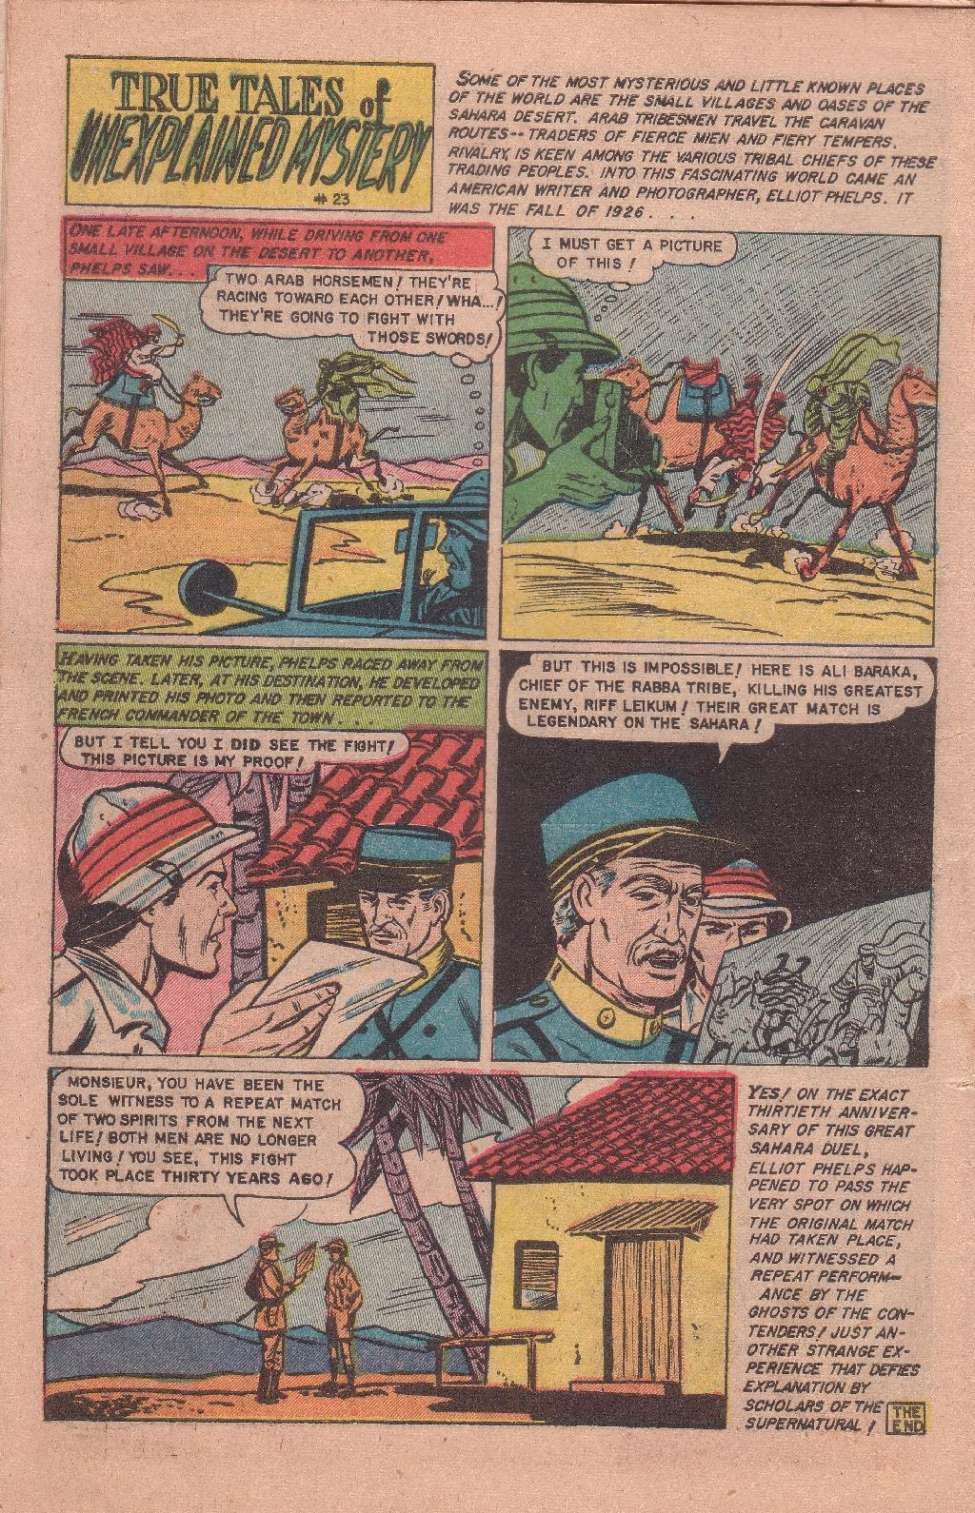 TRUE TALES of
UNEXPLAINED MYSTERY
# 23
SOME OF THE MOST MYSTERIOUS AND LITTLE KNOWN PLACES
OF THE WORLD ARE THE SMALL VILLAGES AND OASES OF THE
SAHARA DESERT. ARAB TRIBESMEN TRAVEL THE CARAVAN
ROUTES-- TRADERS OF FIERCE MIEN AND FIERY TEMPERS.
RIVALRY IS KEEN AMONG THE VARIOUS TRIBAL CHIEFS OF THESE
TRADING PEOPLES. INTO THIS FASCINATING WORLD CAME AN
AMERICAN WRITER AND PHOTOGRAPHER, ELLIOT PHELPS. IT
WAS THE FALL OF 1926 . . .
ONE LATE AFTERNOON, WHILE DRIVING FROM ONE
SMALL VILLAGE ON THE DESERT TO ANOTHER,
PHELPS SAW. . .
TWO ARAB HORSEMEN! THEY'RE
RACING TOWARD EACH OTHER! WHA...!
THEY'RE GOING TO FIGHT WITH
THOSE SWORDS!
I MUST GET A PICTURE
OF THIS!
HAVING TAKEN HIS PICTURE, PHELPS RACED AWAY FROM
THE SCENE. LATER, AT HIS DESTINATION, HE DEVELOPED
AND PRINTED HIS PHOTO AND THEN REPORTED TO THE
FRENCH COMMANDER OF THE TOWN . . .
BUT I TELL YOU I DID SEE THE FIGHT!
THIS PICTURE IS MY PROOF!
BUT THIS IS IMPOSSIBLE! HERE IS ALI BARAKA,
CHIEF OF THE RABBA TRIBE, KILLING HIS GREATEST
ENEMY, RIFF LEIKUM! THEIR GREAT MATCH IS
LEGENDARY ON THE SAHARA!
MONSIEUR, YOU HAVE BEEN THE
SOLE WITNESS TO A REPEAT MATCH
OF TWO SPIRITS FROM THE NEXT
LIFE! BOTH MEN ARE NO LONGER
LIVING! YOU SEE, THIS FIGHT
TOOK PLACE THIRTY YEARS AGO!
YES! ON THE EXACT
THIRTIETH ANNIVER-
SARY OF THIS GREAT
SAHARA DUEL,
ELLIOT PHELPS HAP-
PENED TO PASS THE
VERY SPOT ON WHICH
THE ORIGINAL MATCH
HAD TAKEN PLACE,
AND WITNESSED A
REPEAT PERFORM-
ANCE BY THE
GHOSTS OF THE CON-
TENDERS! JUST AN-
OTHER STRANGE EX-
PERIENCE THAT DEFIES
EXPLANATION BY
SCHOLARS OF THE
SUPERNATURAL!
THE
END